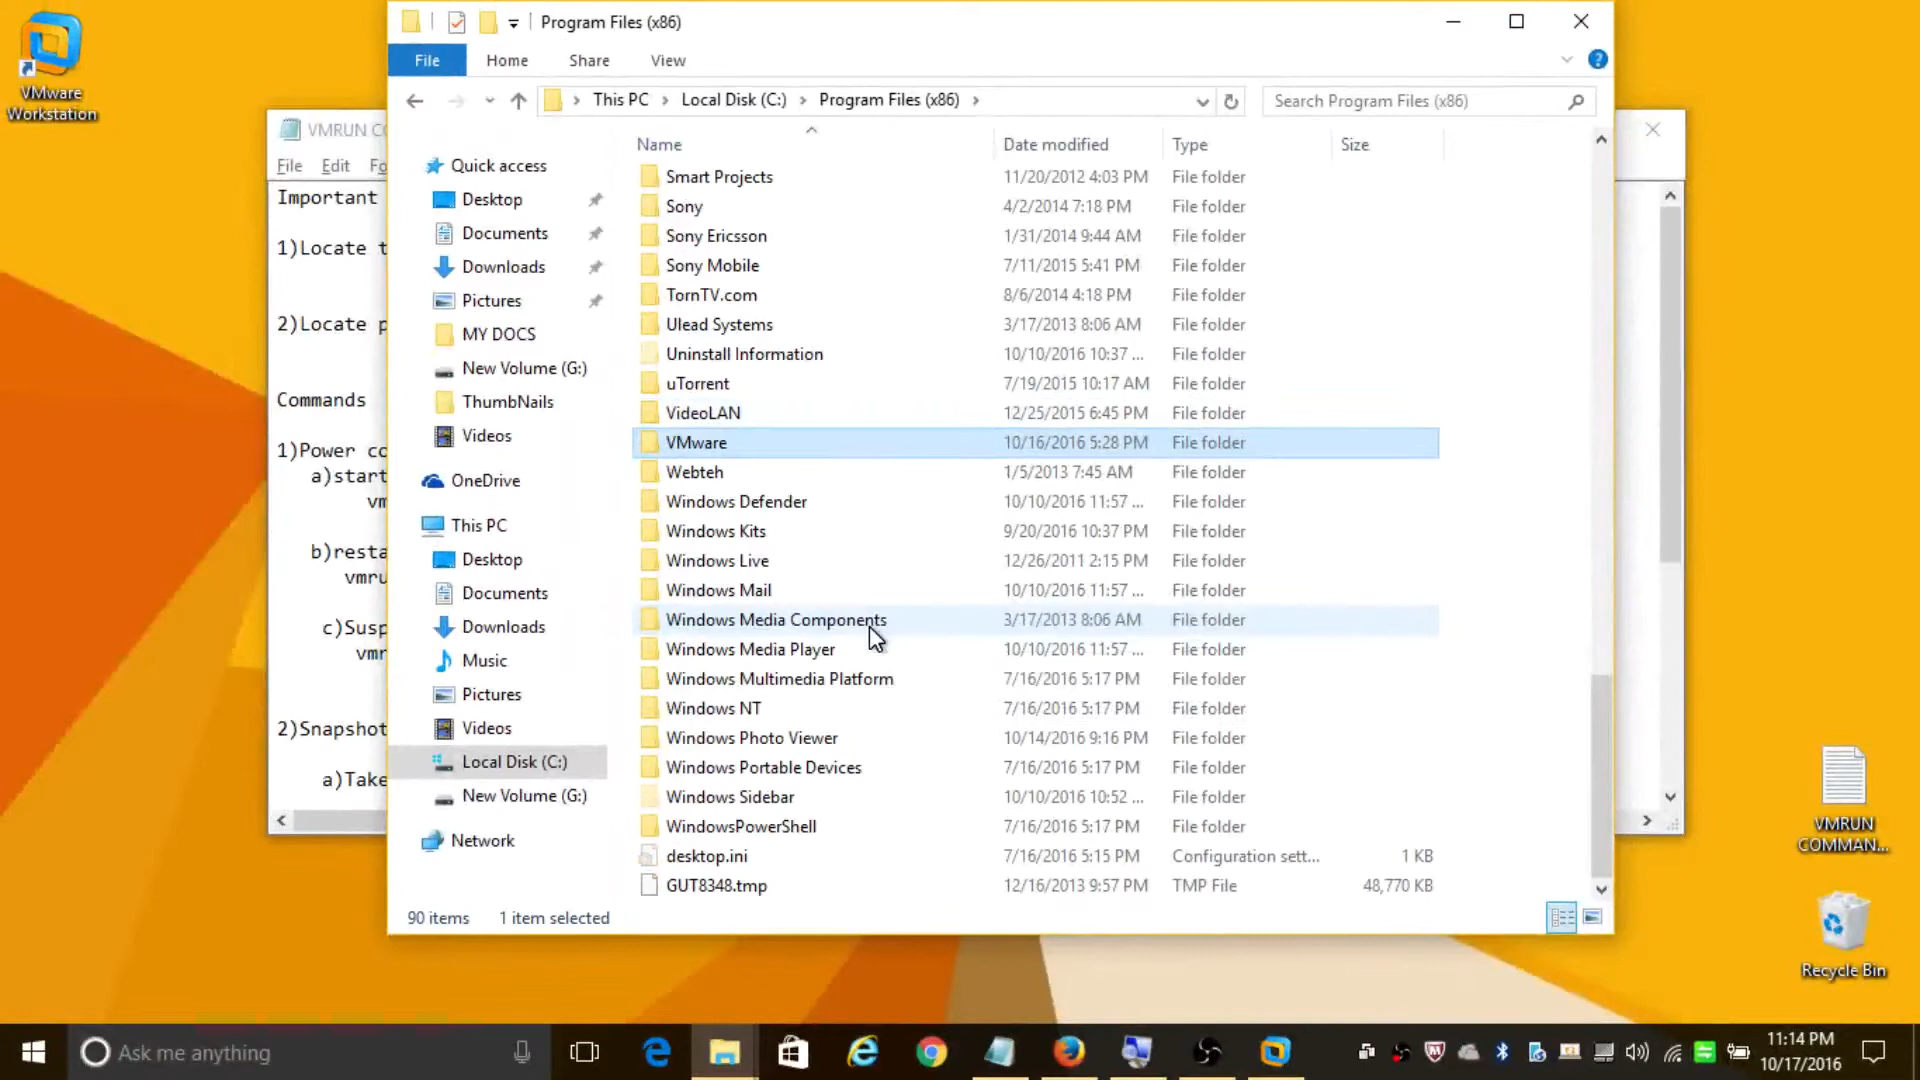 VMware
Workstation
Program Files (x86)
File
Home
Share
View
This PC
Local Disk (C:)
Program Files (x86)
Search Program Files (x86)
VMRUN CO
File
Edit
Fo
Important
1)Locate t
2)Locate p
Commands
1)Power co
a)start
vm
b)resta
vmru
c)Susp
vmr
2)Snapshot
a)Take
Quick access
Desktop
Documents
Downloads
Pictures
MY DOCS
New Volume (G:)
ThumbNails
Videos
OneDrive
This PC
Desktop
Documents
Downloads
Music
Pictures
Videos
Local Disk (C:)
New Volume (G:)
Network
Name Date modified Type Size
Smart Projects 11/20/2012 4:03 PM File folder
Sony 4/2/2014 7:18 PM File folder
Sony Ericsson 1/31/2014 9:44 AM File folder
Sony Mobile 7/11/2015 5:41 PM File folder
TornTV.com 8/6/2014 4:18 PM File folder
Ulead Systems 3/17/2013 8:06 AM File folder
Uninstall Information 10/10/2016 10:37 ... File folder
uTorrent 7/19/2015 10:17 AM File folder
VideoLAN 12/25/2015 6:45 PM File folder
VMware 10/16/2016 5:28 PM File folder
Webteh 1/5/2013 7:45 AM File folder
Windows Defender 10/10/2016 11:57 ... File folder
Windows Kits 9/20/2016 10:37 PM File folder
Windows Live 12/26/2011 2:15 PM File folder
Windows Mail 10/10/2016 11:57 ... File folder
Windows Media Components 3/17/2013 8:06 AM File folder
Windows Media Player 10/10/2016 11:57 ... File folder
Windows Multimedia Platform 7/16/2016 5:17 PM File folder
Windows NT 7/16/2016 5:17 PM File folder
Windows Photo Viewer 10/14/2016 9:16 PM File folder
Windows Portable Devices 7/16/2016 5:17 PM File folder
Windows Sidebar 10/10/2016 10:52 ... File folder
WindowsPowerShell 7/16/2016 5:17 PM File folder
desktop.ini 7/16/2016 5:15 PM Configuration sett... 1 KB
GUT8348.tmp 12/16/2013 9:57 PM TMP File 48,770 KB
90 items 1 item selected
VMRUN
COMMAN...
Recycle Bin
Ask me anything
11:14 PM
10/17/2016